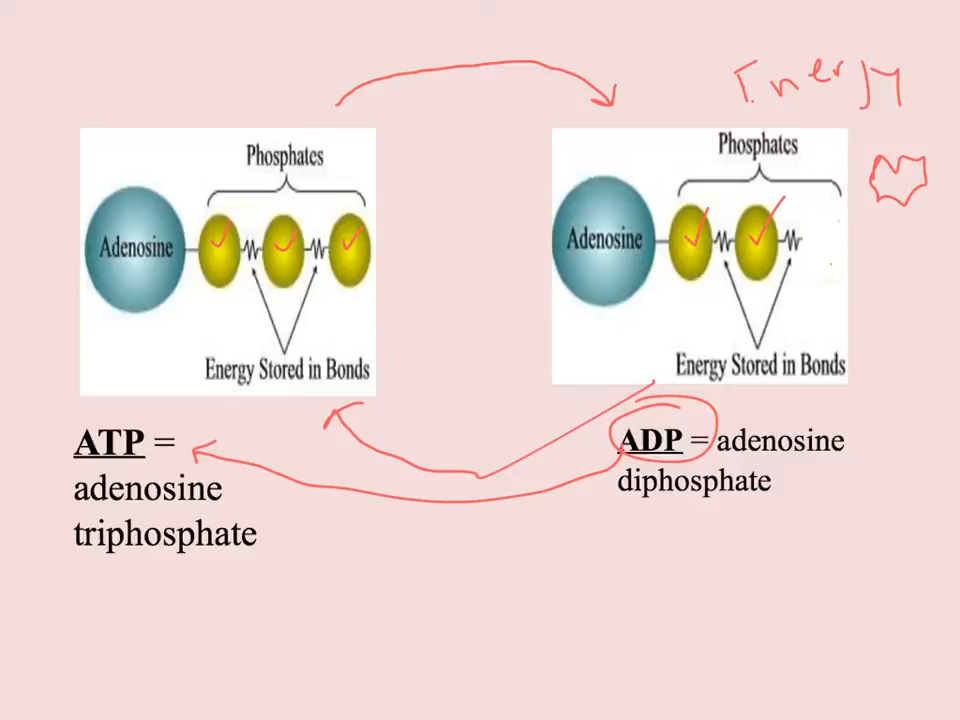 Energy
Phosphates
Adenosine
Energy Stored in Bonds
Phosphates
Adenosine
Energy Stored in Bonds
ATP =
adenosine
triphosphate
ADP = adenosine
diphosphate